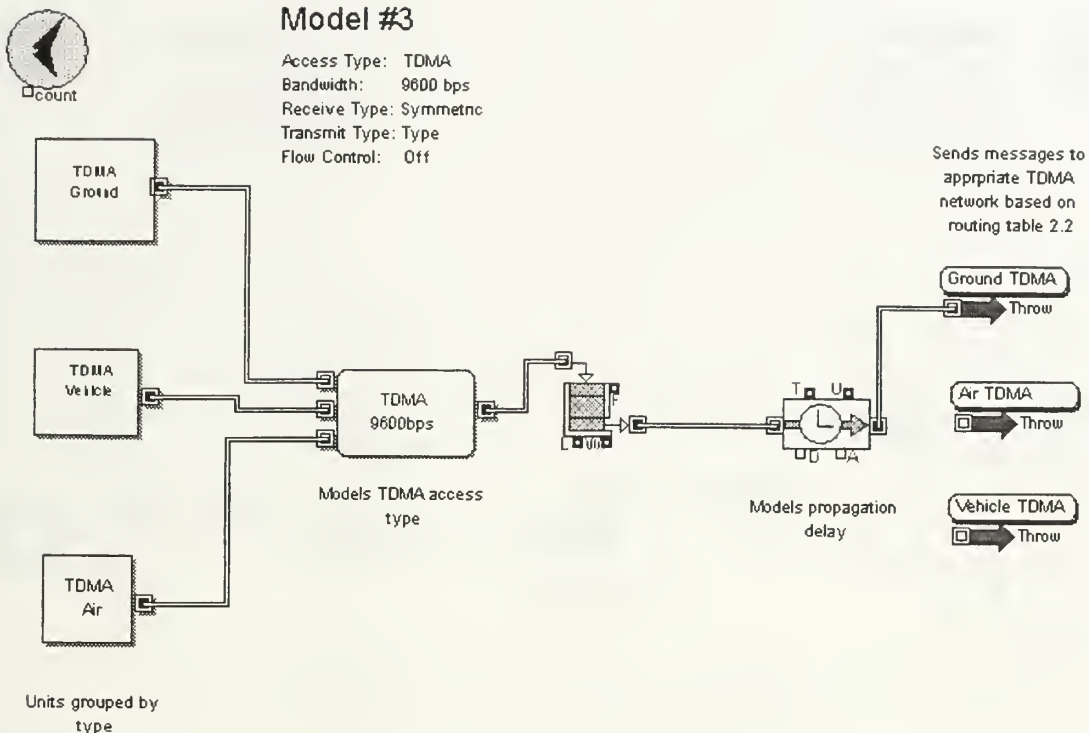 Model #3
Access Type: TDMA
Bandwidth: 9600 bps
Receive Type: Symmetric
Transmit Type: Type
Flow Control: Off
count
TDMA
Ground
TDMA
Vehicle
TDMA
Air
Units grouped by
type
TDMA
9600bps
Models TDMA access
type
F
L W
T U
D A
Models propagation
delay
Sends messages to
apprpriate TDMA
network based on
routing table 2.2
Ground TDMA
Throw
Air TDMA
Throw
Vehicle TDMA
Throw